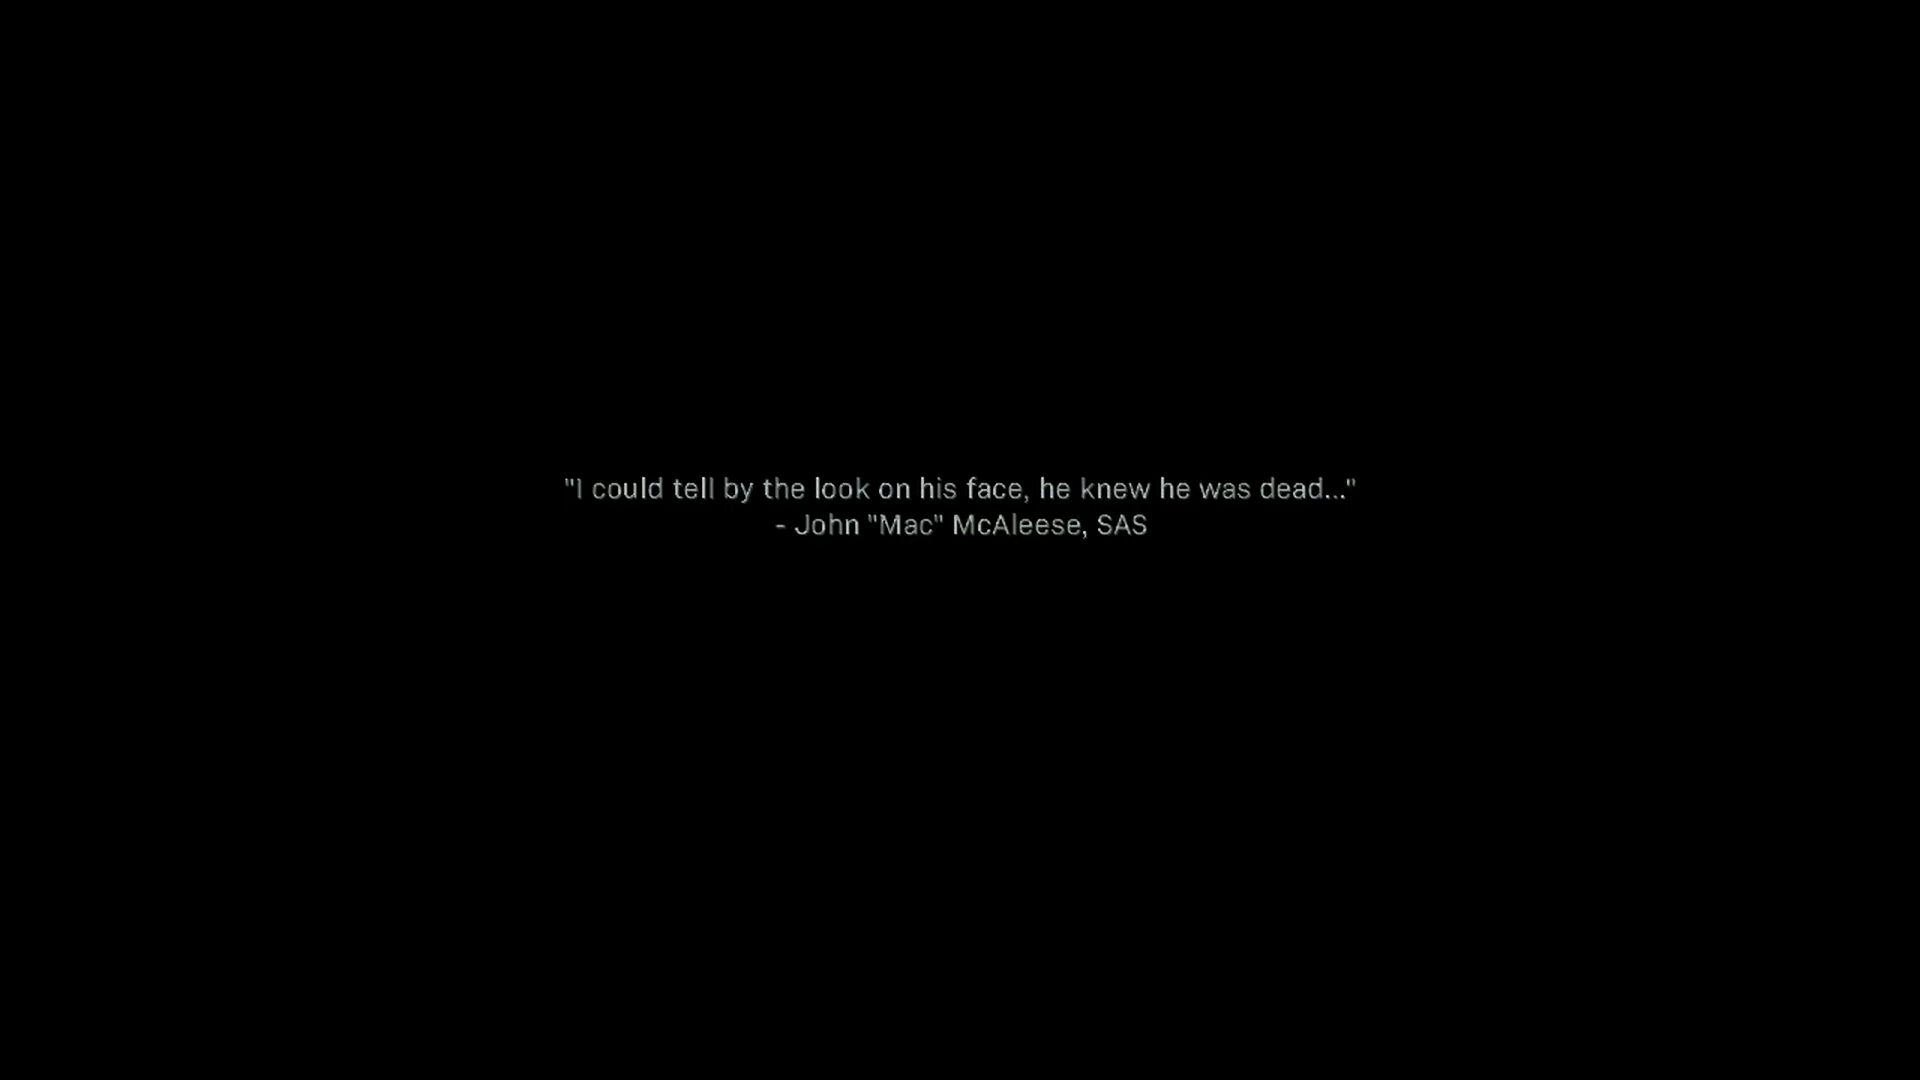 "I could tell by the look on his face, he knew he was dead..."
- John "Mac" McAleese, SAS